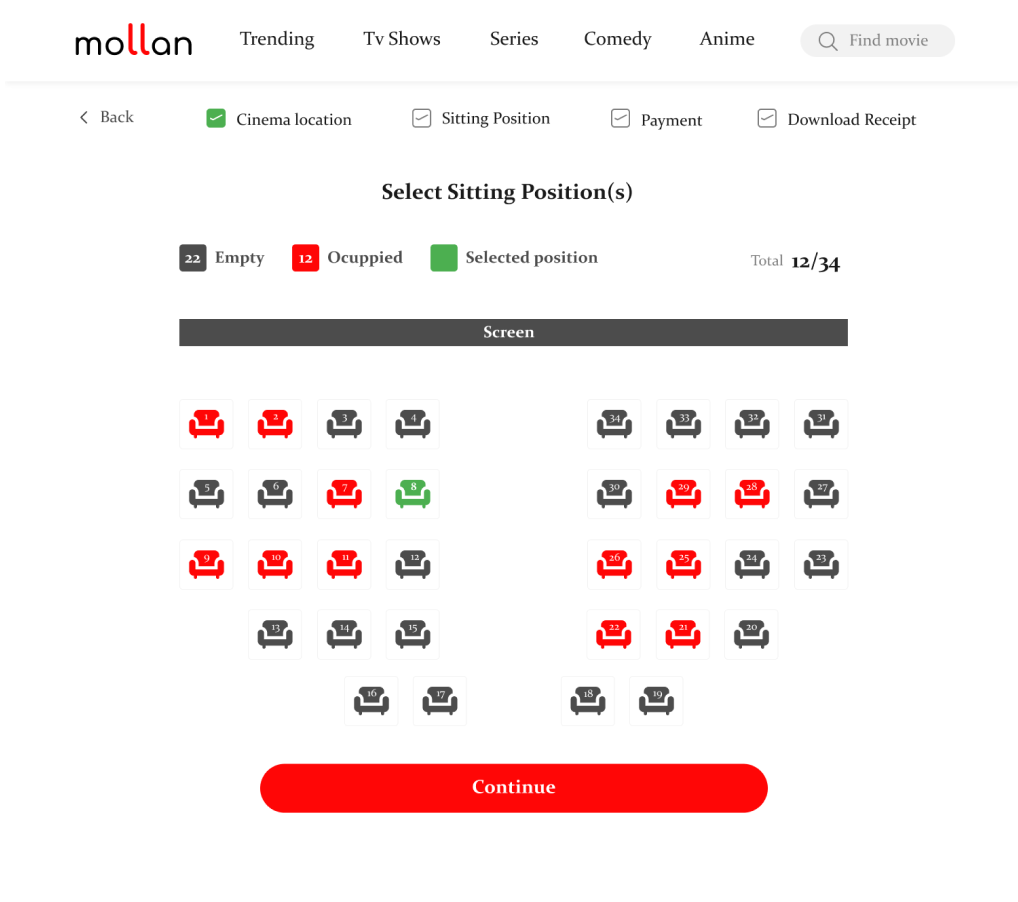 mollan Trending Tv Shows Series Comedy Anime Find movie
Back Cinema location Sitting Position Payment Download Receipt
Select Sitting Position(s)
22 Empty 12 Ocuppied Selected position Total 12/34
Screen
1 2 3 4 34 33 32 31
5 6 7 8 30 29 28 27
9 10 11 12 26 25 24 23
13 14 15 22 21 20
16 17 18 19
Continue